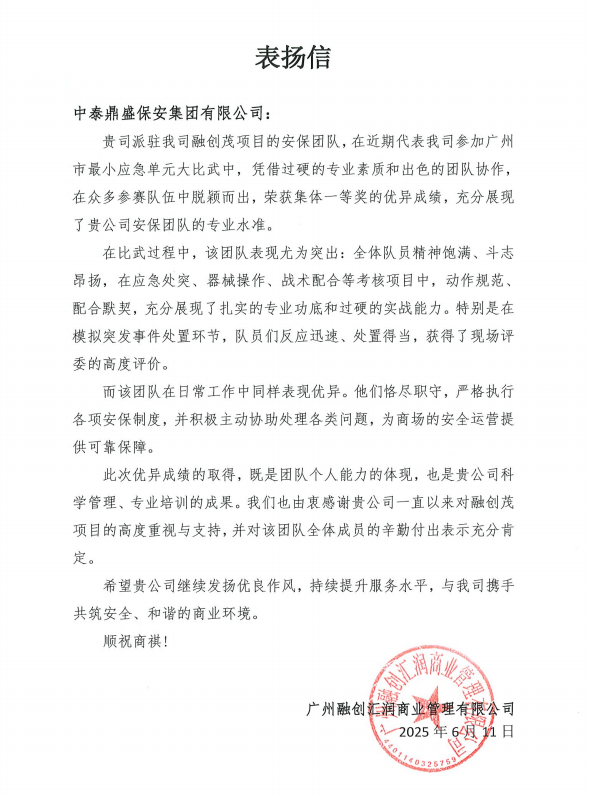 表扬信
中泰鼎盛保安集团有限公司：
贵司派驻我司融创茂项目的安保团队，在近期代表我司参加广州
市最小应急单元大比武中，凭借过硬的专业素质和出色的团队协作，
在众多参赛队伍中脱颖而出，荣获集体一等奖的优异成绩，充分展现
了贵公司安保团队的专业水准。
在比武过程中，该团队表现尤为突出：全体队员精神饱满、斗志
昂扬，在应急处突、器械操作、战术配合等考核项目中，动作规范、
配合默契，充分展现了扎实的专业功底和过硬的实战能力。特别是在
模拟突发事件处置环节，队员们反应迅速、处置得当，获得了现场评
委的高度评价。
而该团队在日常工作中同样表现优异。他们恪尽职守，严格执行
各项安保制度，并积极主动协助处理各类问题，为商场的安全运营提
供可靠保障。
此次优异成绩的取得，既是团队个人能力的体现，也是贵公司科
学管理、专业培训的成果。我们也由衷感谢贵公司一直以来对融创茂
项目的高度重视与支持，并对该团队全体成员的辛勤付出表示充分肯
定。
希望贵公司继续发扬优良作风，持续提升服务水平，与我司携手
共筑安全、和谐的商业环境。
顺祝商祺！
广州融创汇润商业管理有限公司
2025 年 6 月 11 日
广州融创汇润商业管理有限公司
4401140325759